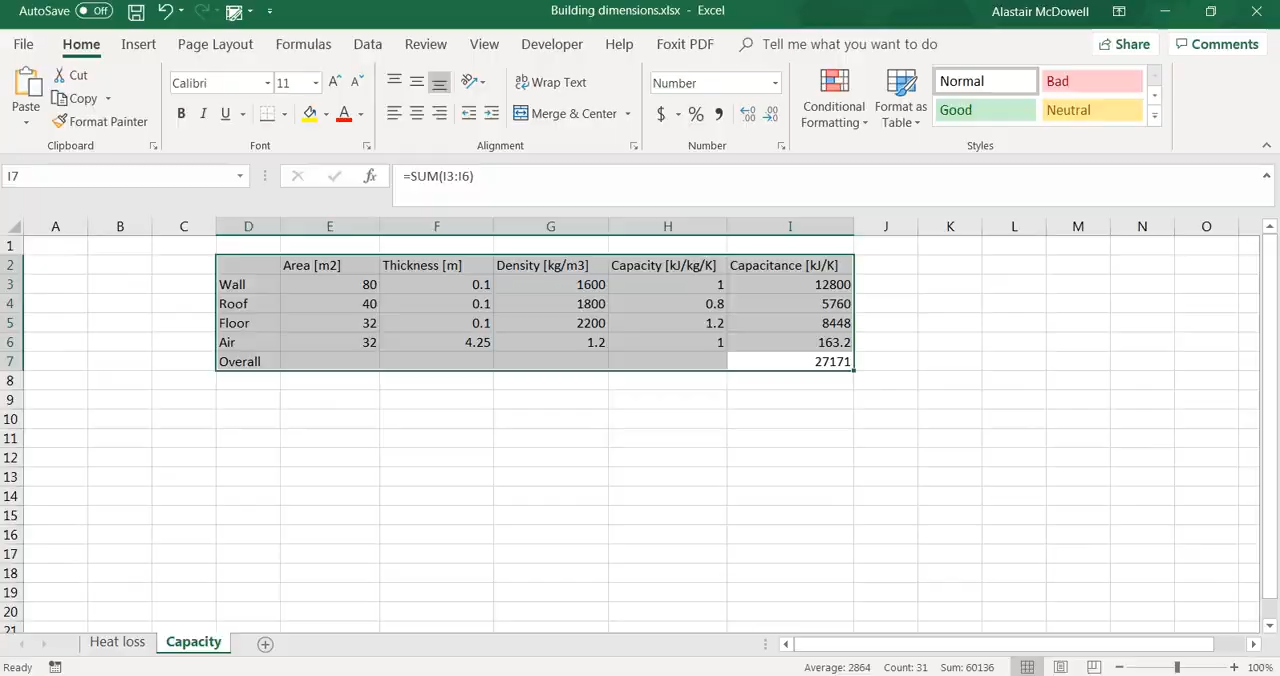 AutoSave Off Building dimensions.xlsx - Excel Alastair McDowell
File Home Insert Page Layout Formulas Data Review View Developer Help Foxit PDF Tell me what you want to do Share Comments
Paste Cut Copy Format Painter
Clipboard
Calibri 11
B I U A
Font
Wrap Text
Merge & Center
Alignment
Number
$ % ,
Number
Conditional Formatting
Format as Table
Normal Bad
Good Neutral
Styles
I7 fx =SUM(I3:I6)
A B C D E F G H I J K L M N O
1
2 Area [m2] Thickness [m] Density [kg/m3] Capacity [kJ/kg/K] Capacitance [kJ/K]
3 Wall 80 0.1 1600 1 12800
4 Roof 40 0.1 1800 0.8 5760
5 Floor 32 0.1 2200 1.2 8448
6 Air 32 4.25 1.2 1 163.2
7 Overall 27171
8
9
10
11
12
13
14
15
16
17
18
19
20
21
Heat loss Capacity
Ready Average: 2864 Count: 31 Sum: 60136 100%